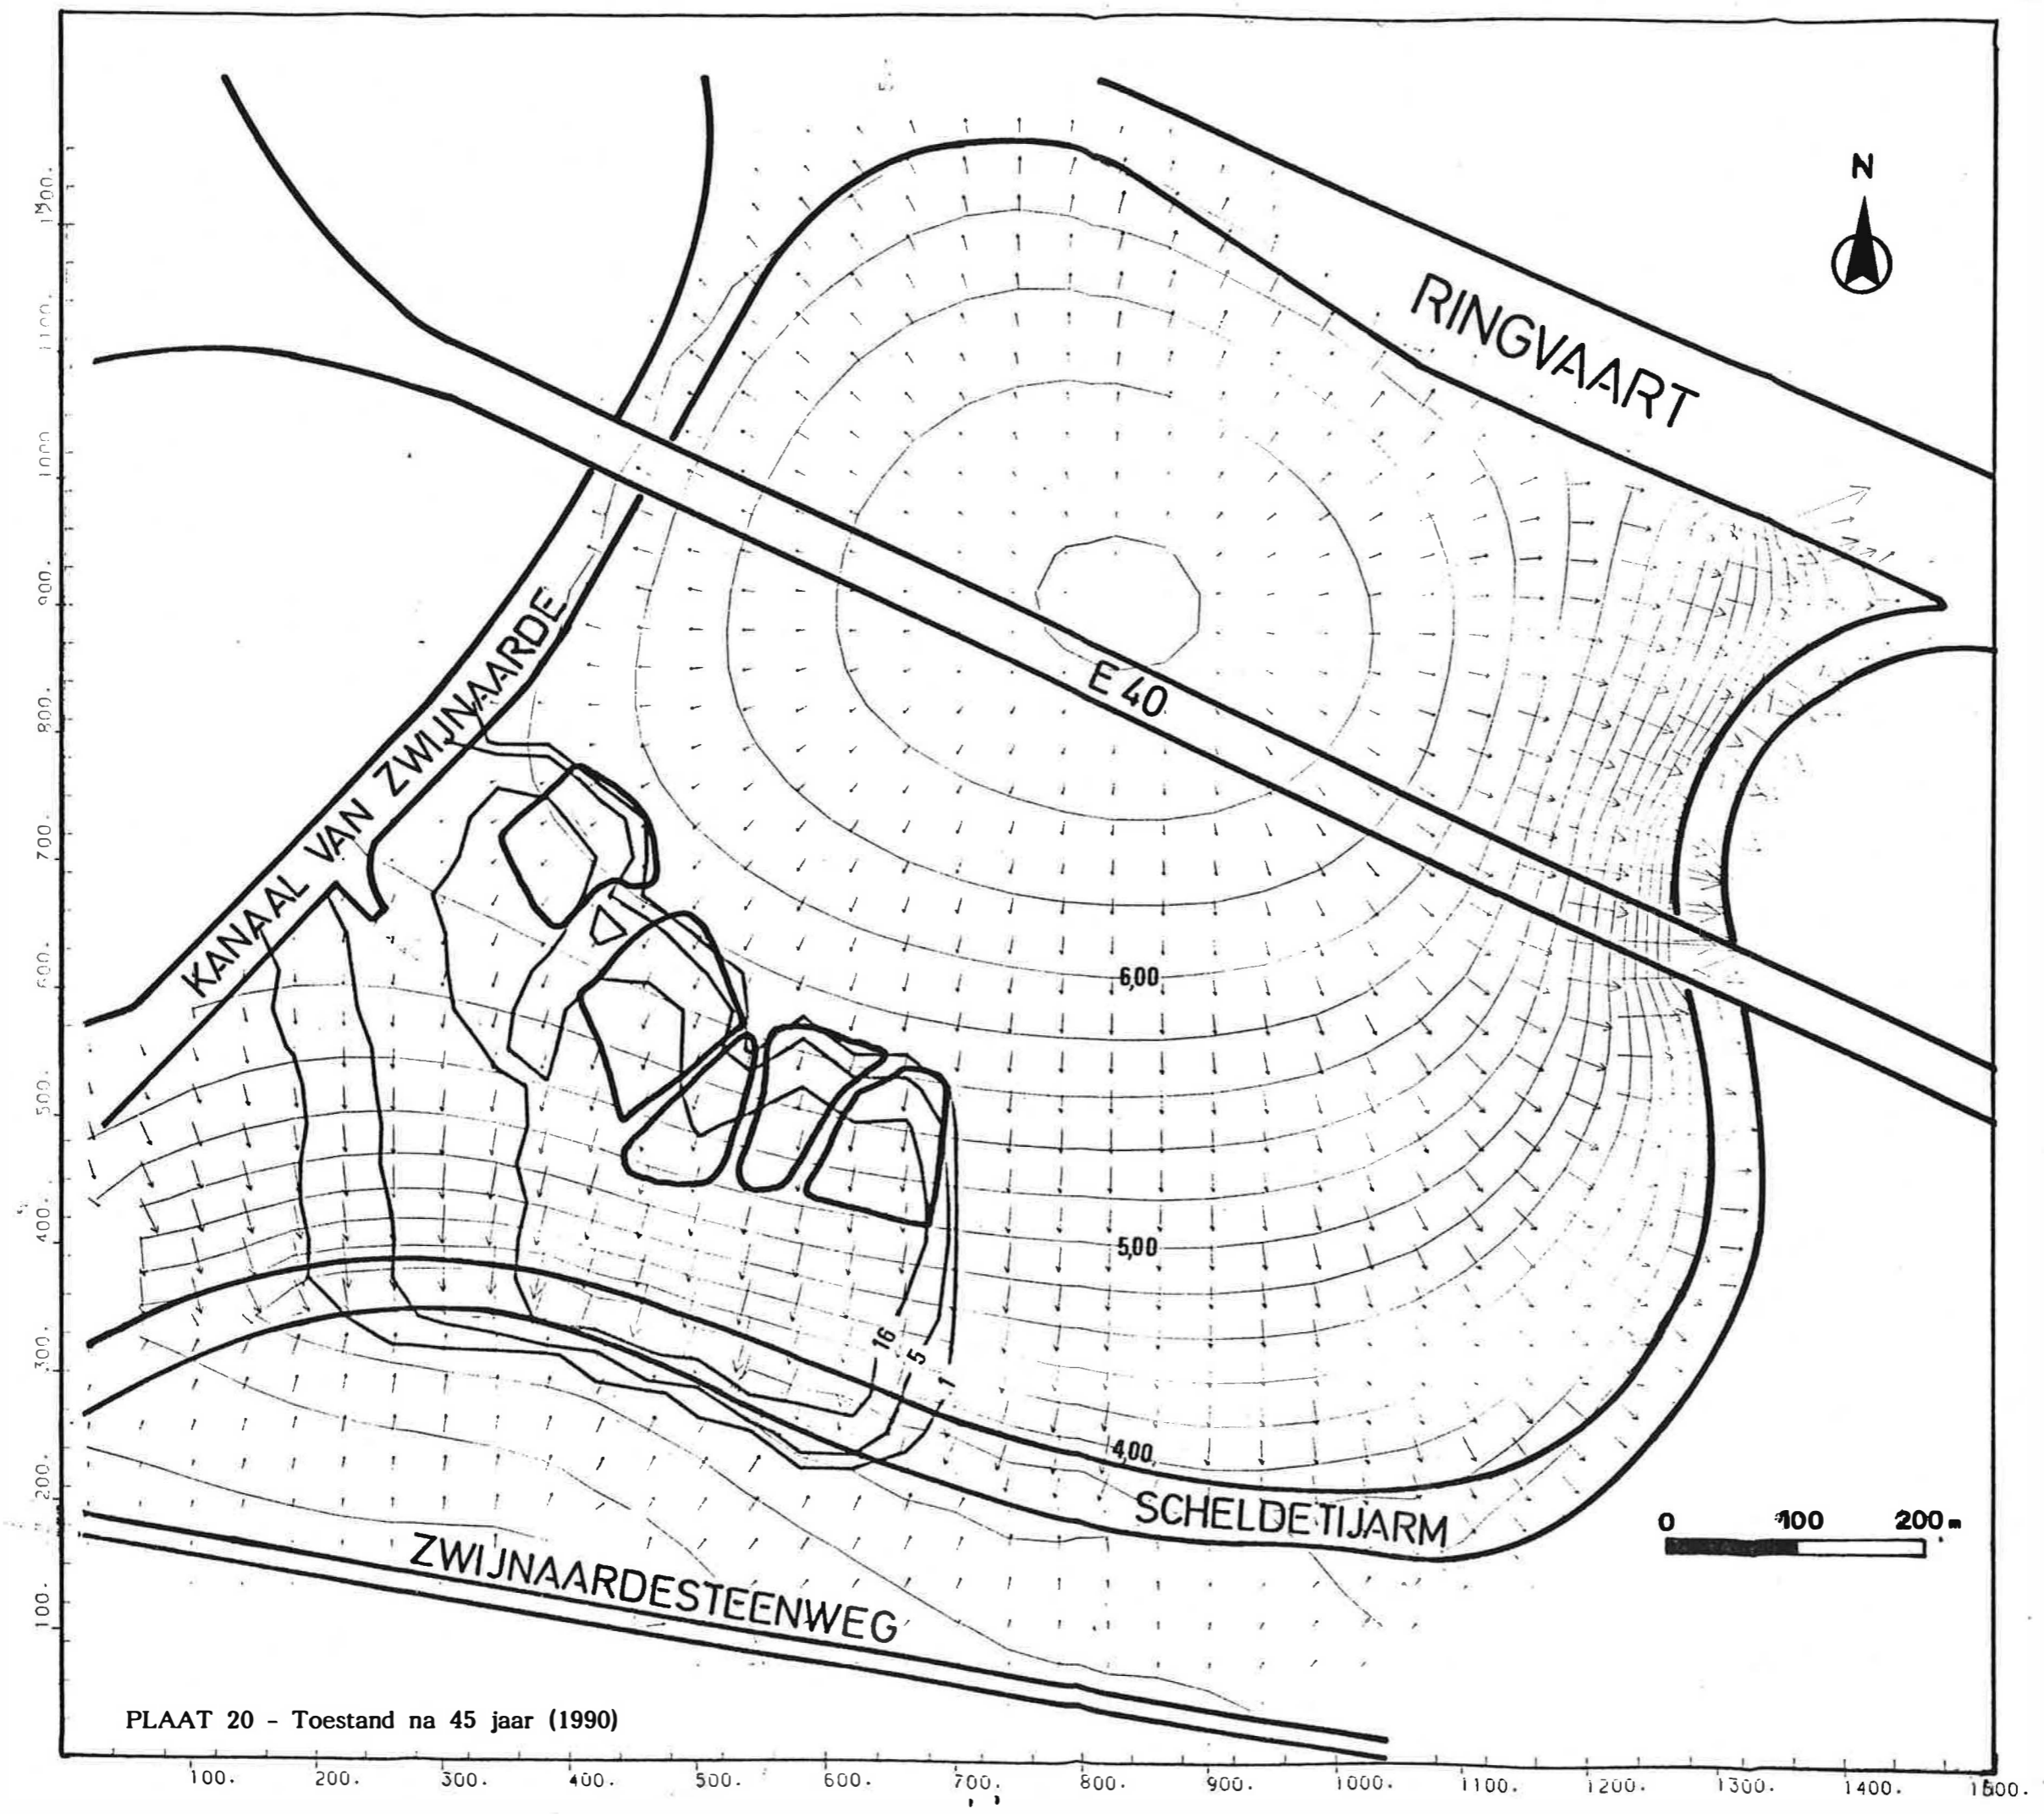 N
RINGVAART
E 40
KANAAL VAN ZWIJNAARDE
6,00
5,00
16
5
1
4,00
SCHELDETIJARM
0 100 200 m
ZWIJNAARDESTEENWEG
PLAAT 20 - Toestand na 45 jaar (1990)
1100.
1000
900.
800.
700.
600.
500.
400.
300.
200.
100.
100. 200. 300. 400. 500. 600. 700. 800. 900. 1000. 1100. 1200. 1300. 1400.